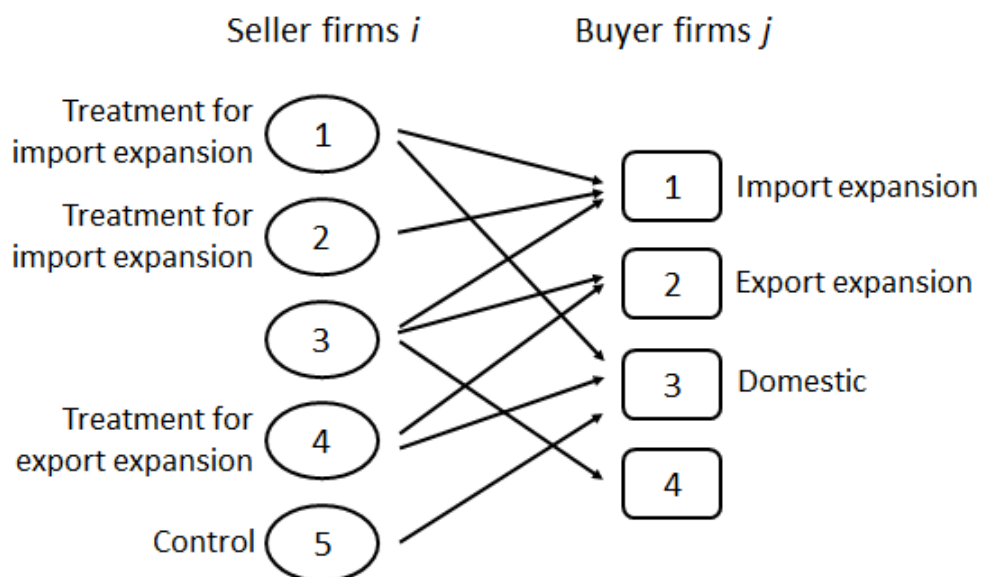 Seller firms i
Buyer firms j
Treatment for
import expansion
1
Treatment for
import expansion
2
3
Treatment for
export expansion
4
Control
5
1
Import expansion
2
Export expansion
3
Domestic
4